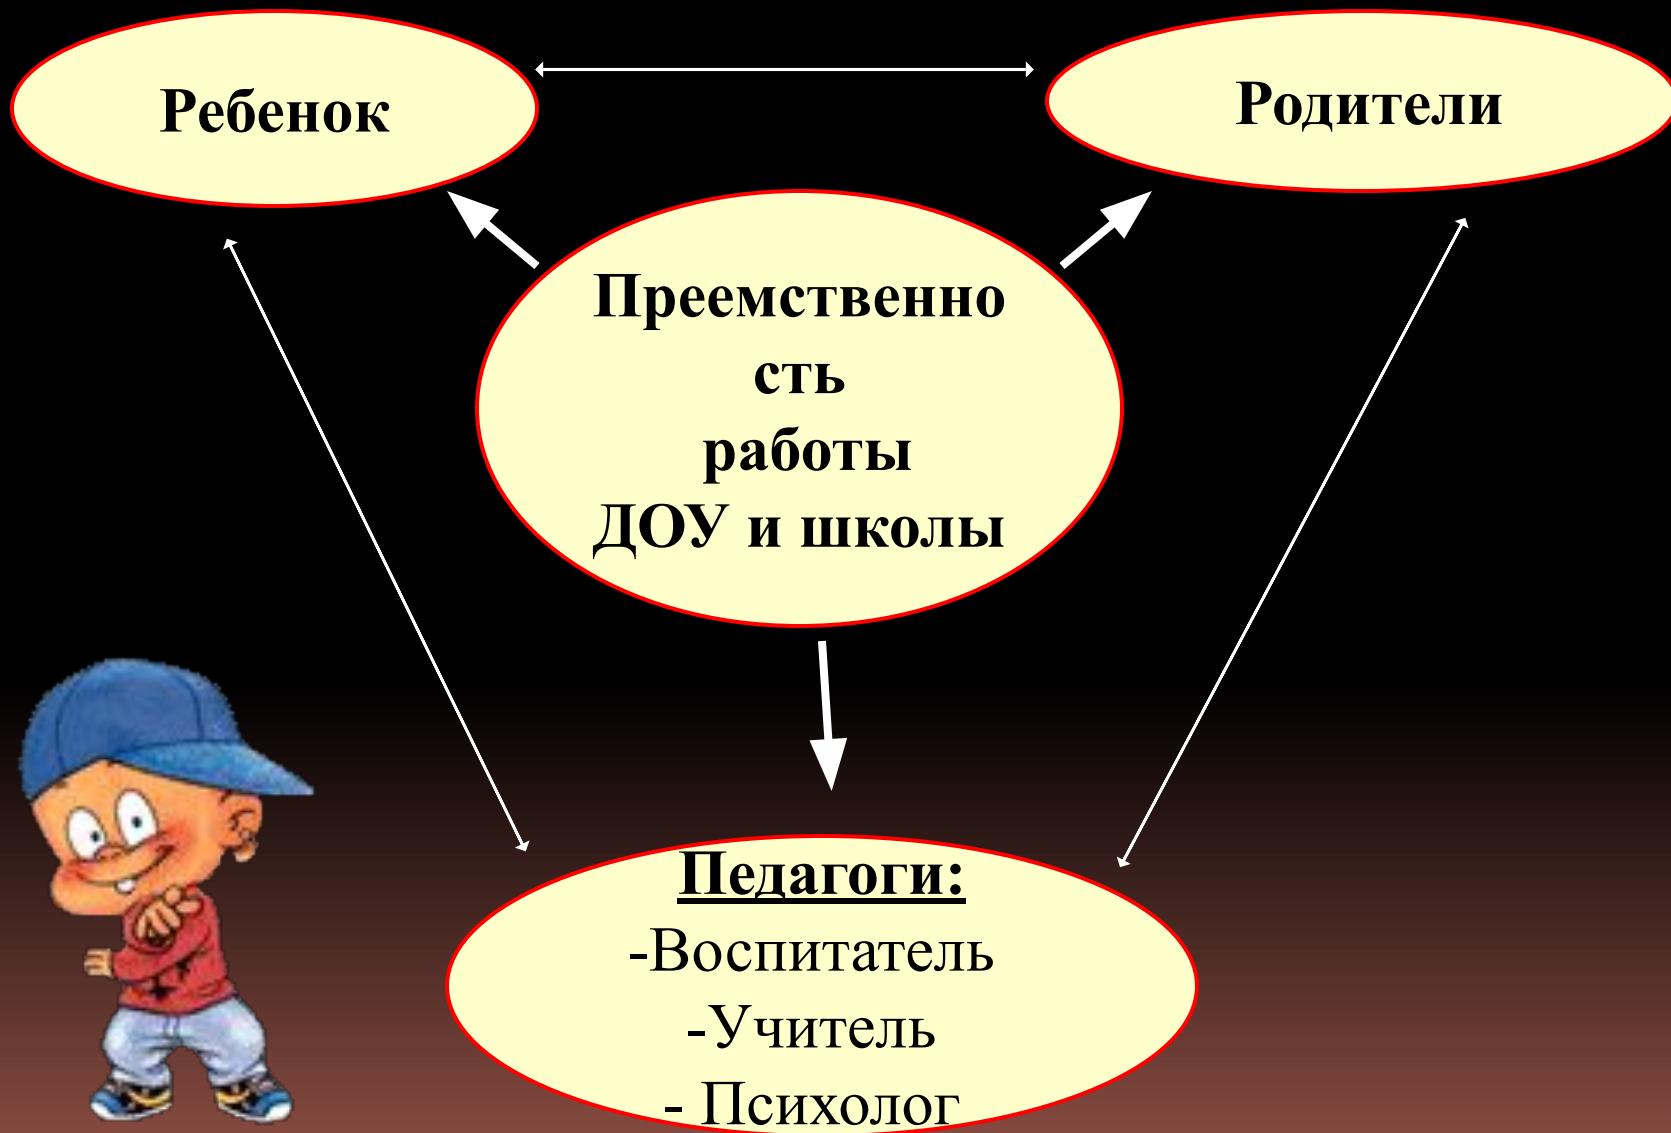 Ребенок
Родители
Преемственно
сть
работы
ДОУ и школы
Педагоги:
-Воспитатель
-Учитель
- Психолог